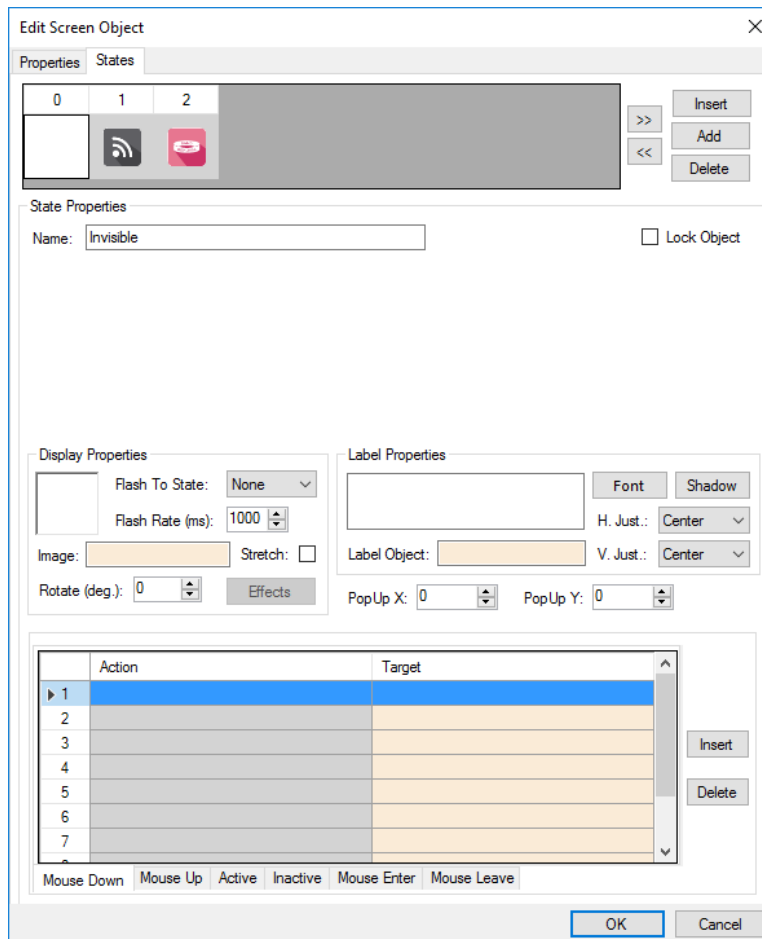 Edit Screen Object
Properties States
0 1 2
>> Insert
<< Add
Delete
State Properties
Name: Invisible Lock Object
Display Properties Label Properties
Flash To State: None Font Shadow
Flash Rate (ms): 1000 H. Just.: Center
Image: Stretch: Label Object: V. Just.: Center
Rotate (deg.): 0 Effects PopUp X: 0 PopUp Y: 0
Action Target
1
2
3 Insert
4
5 Delete
6
7
Mouse Down Mouse Up Active Inactive Mouse Enter Mouse Leave
OK Cancel